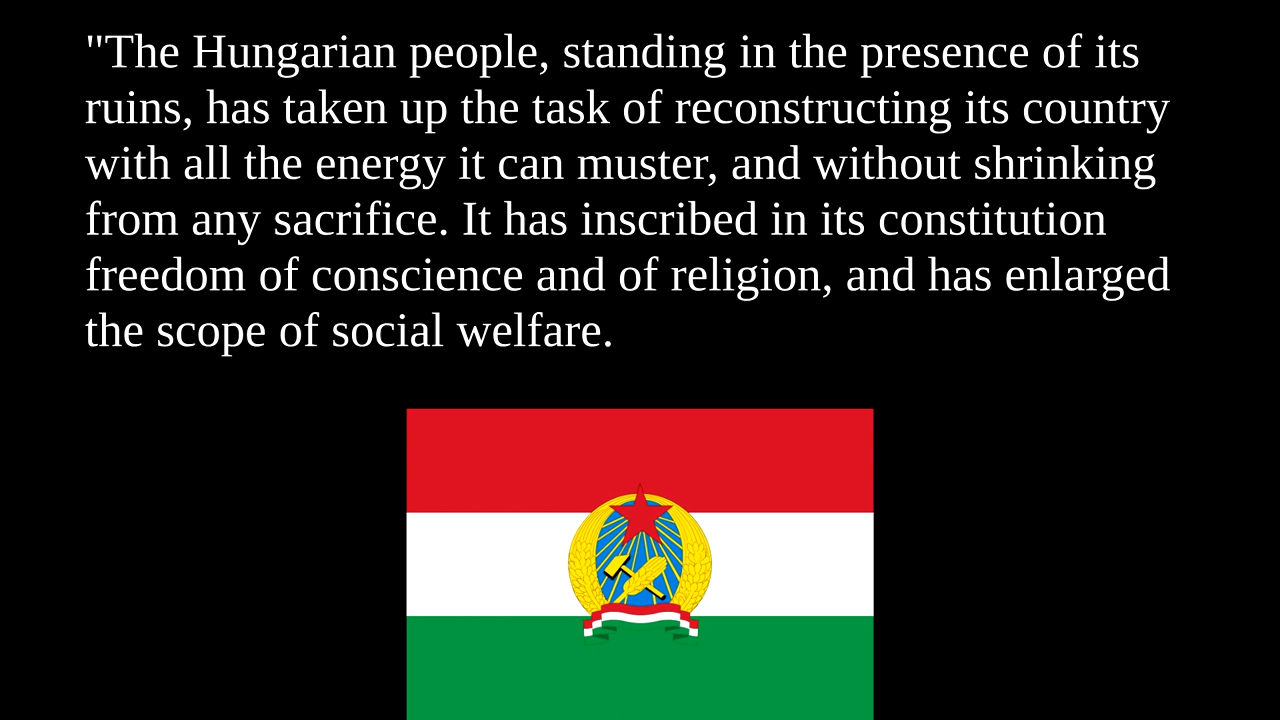 "The Hungarian people, standing in the presence of its
ruins, has taken up the task of reconstructing its country
with all the energy it can muster, and without shrinking
from any sacrifice. It has inscribed in its constitution
freedom of conscience and of religion, and has enlarged
the scope of social welfare.